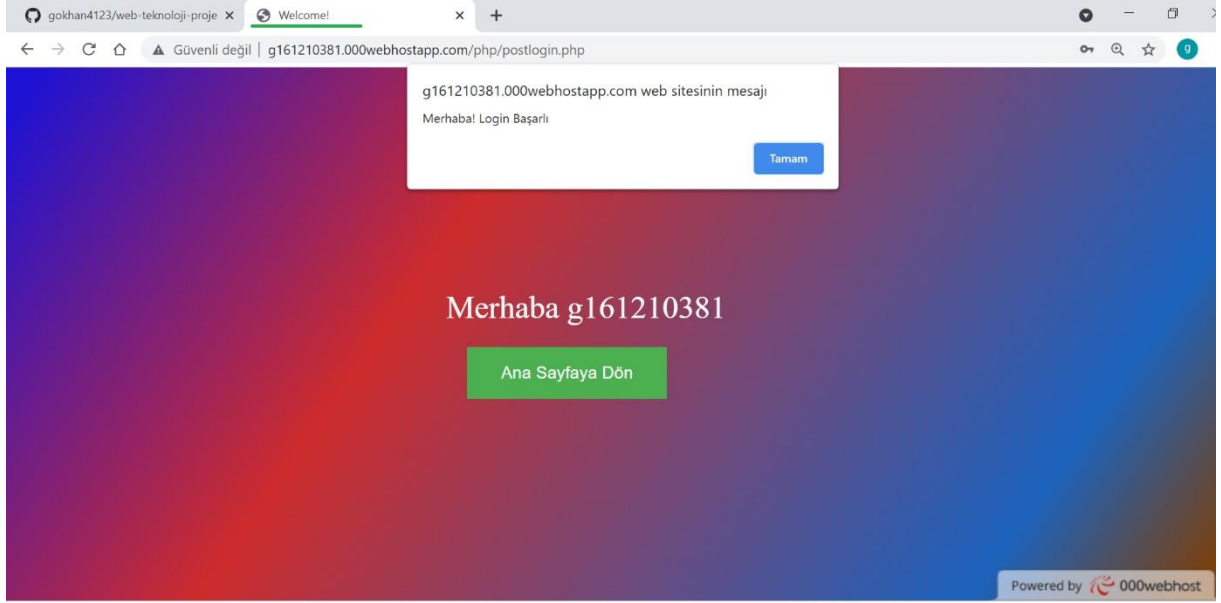 gokhan4123/web-teknoloji-proje
Welcome!
Güvenli değil | g161210381.000webhostapp.com/php/postlogin.php
g
g161210381.000webhostapp.com web sitesinin mesajı
Merhaba! Login Başarlı
Tamam
Merhaba g161210381
Ana Sayfaya Dön
Powered by 000webhost